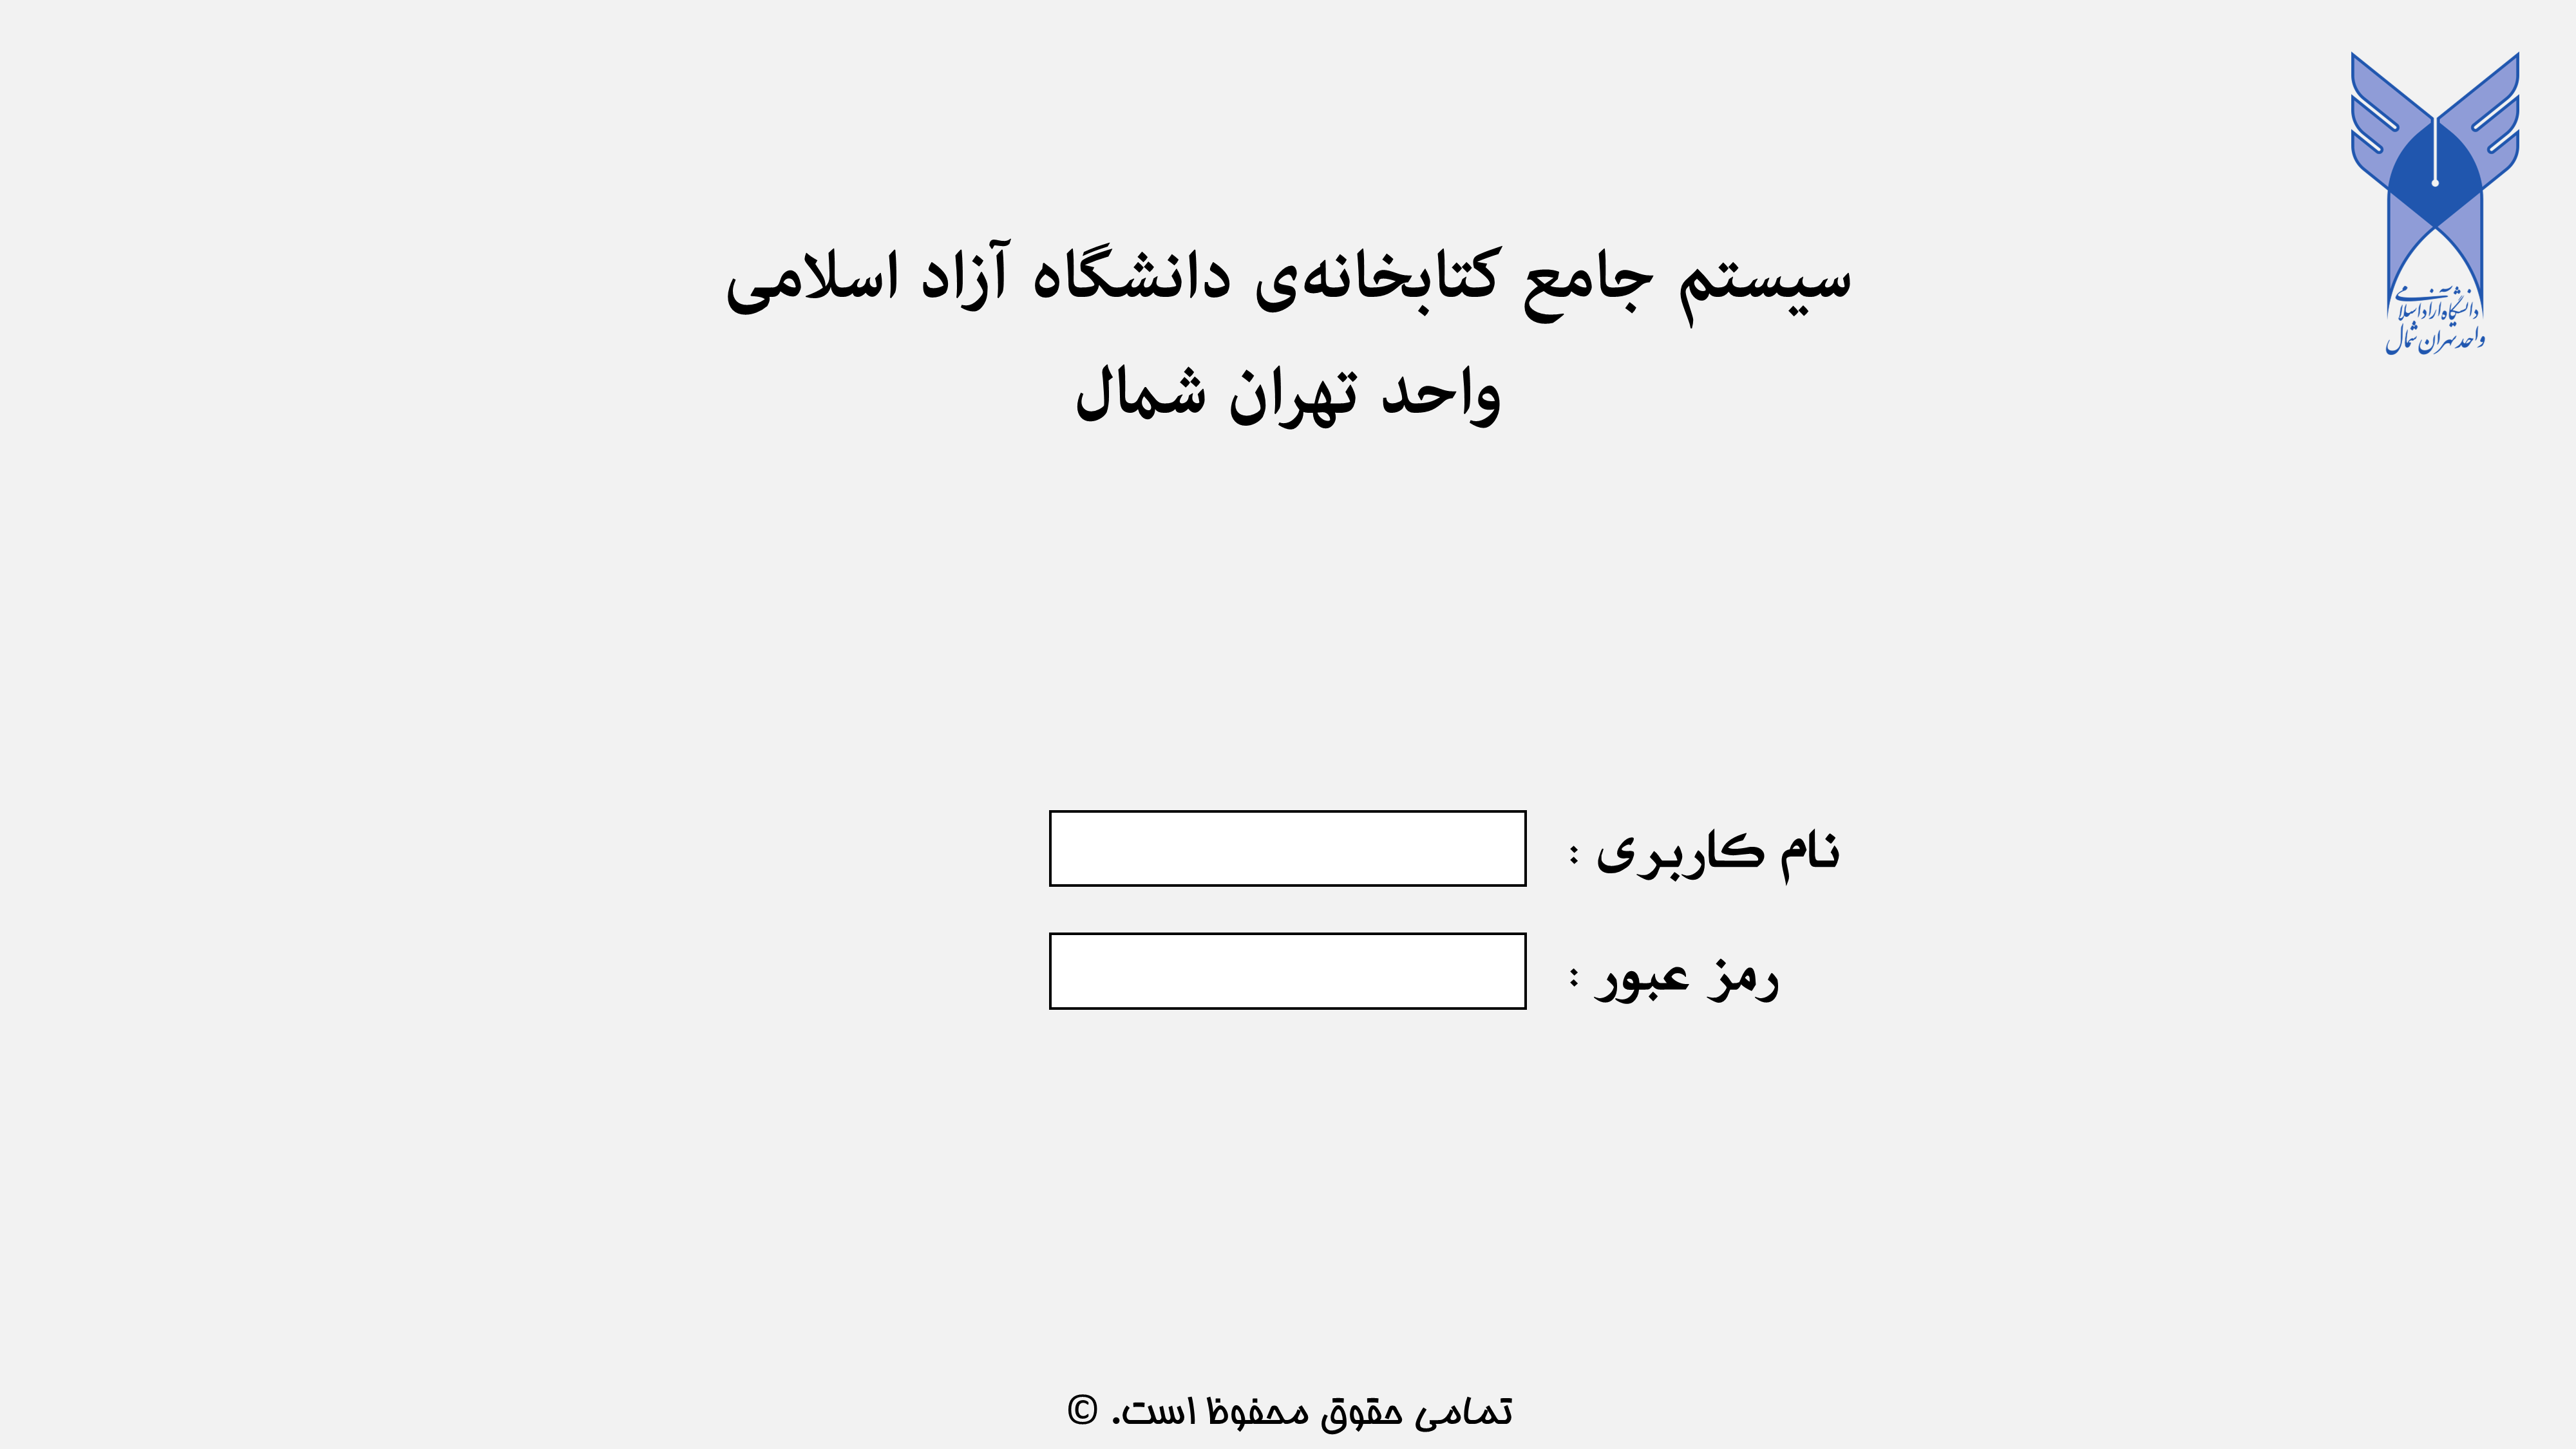 دانشگاه آزاد اسلامی
واحد تهران شمال
سیستم جامع کتابخانه‌ی دانشگاه آزاد اسلامی
واحد تهران شمال
نام کاربری :
رمز عبور :
تمامی حقوق محفوظ است. ©